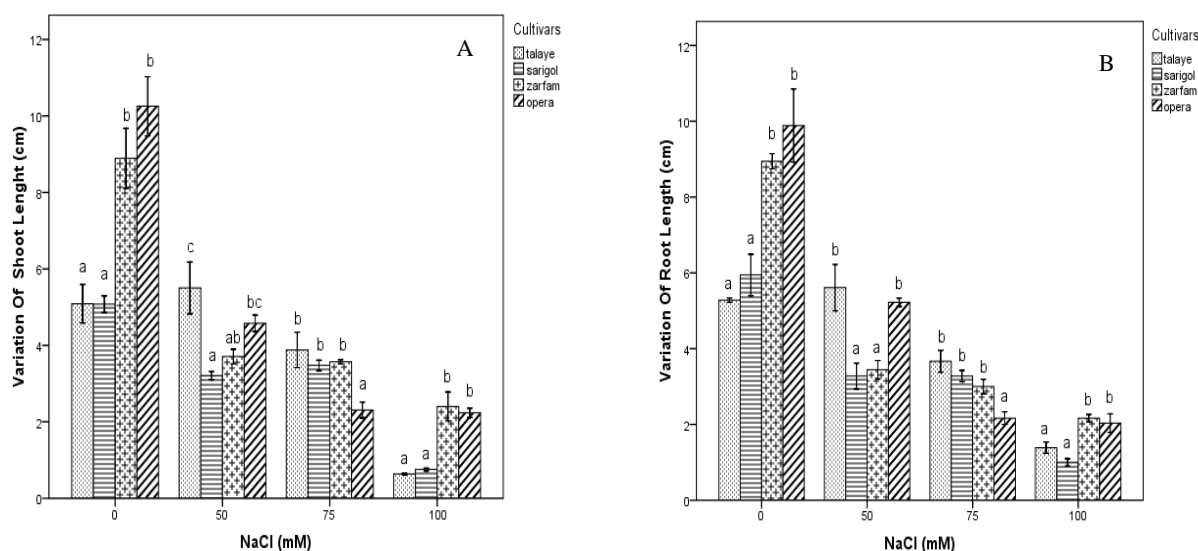 A
Cultivars
talaye
sarigol
zarfam
opera
Variation Of Shoot Lenght (cm)
12
10
8
6
4
2
0
a
a
b
b
c
a
ab
bc
b
b
b
a
a
a
b
b
0
50
75
100
NaCl (mM)
B
Cultivars
talaye
sarigol
zarfam
opera
Variation Of Root Length (cm)
12
10
8
6
4
2
0
a
a
b
b
b
a
a
b
b
b
b
a
a
a
b
b
0
50
75
100
NaCl (mM)